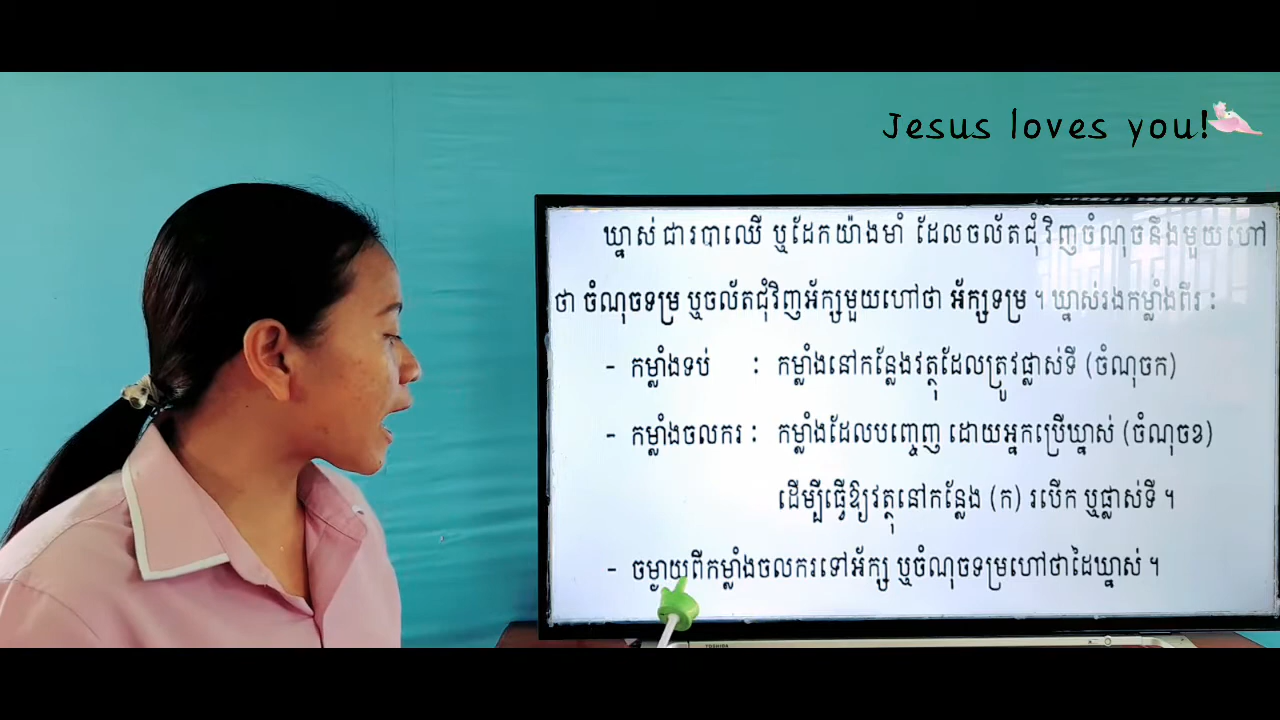 Jesus loves you!
ឃ្នាស់ជារបាឈើ ឬដែកយ៉ាងមាំ ដែលចល័តជុំវិញចំណុចនឹងមួយហៅ
ថា ចំណុចទម្រ ឬចល័តជុំវិញអ័ក្សមួយហៅថា អ័ក្សទម្រ ។ ឃ្នាស់រងកម្លាំងពីរ ៖
- កម្លាំងទប់ : កម្លាំងនៅកន្លែងវត្ថុដែលត្រូវផ្លាស់ទី (ចំណុចក)
- កម្លាំងចលករ : កម្លាំងដែលបញ្ចេញ ដោយអ្នកប្រើឃ្នាស់ (ចំណុចខ)
ដើម្បីធ្វើឱ្យវត្ថុនៅកន្លែង (ក) របើក ឬផ្លាស់ទី ។
- ចម្ងាយពីកម្លាំងចលករទៅអ័ក្ស ឬចំណុចទម្រហៅថាដៃឃ្នាស់ ។
TOSHIBA